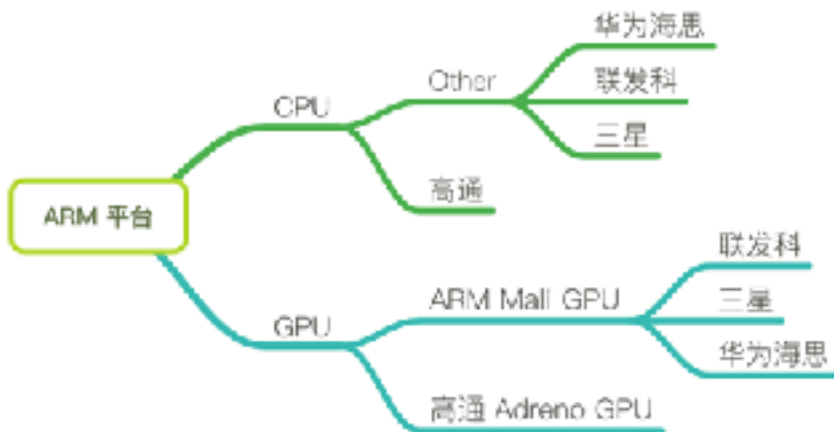 华为海思
Other
联发科
CPU
三星
高通
ARM 平台
联发科
ARM Mali GPU
三星
GPU
华为海思
高通 Adreno GPU